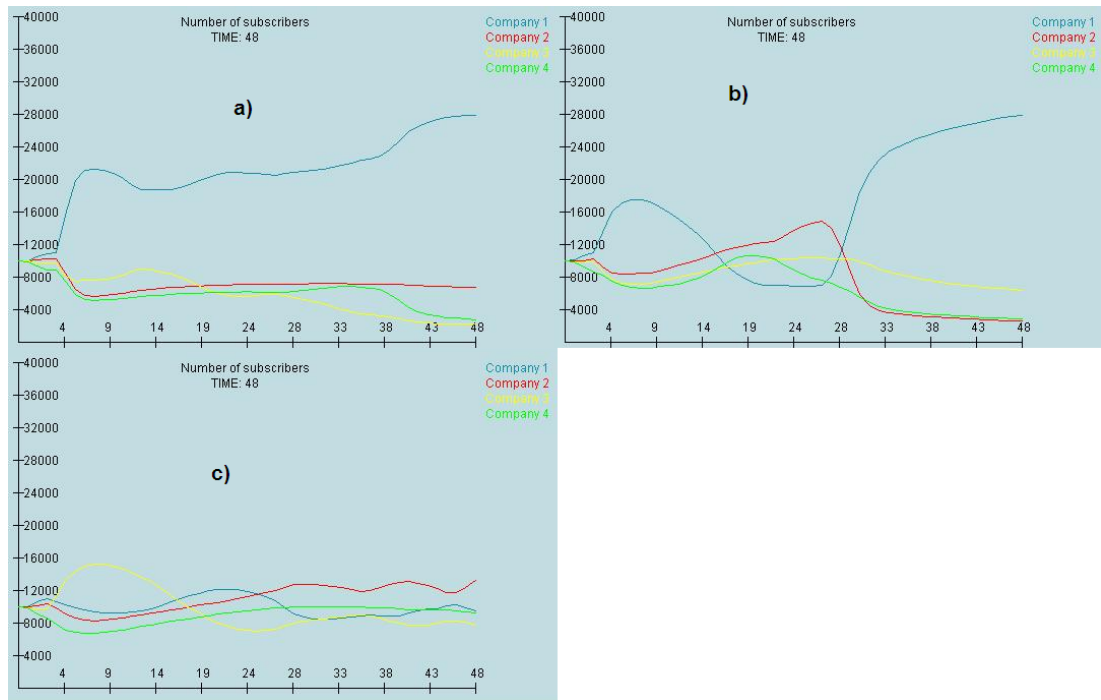 40000
Number of subscribers
Company 1
TIME: 48
Company 2
36000
Company 3
Company 4
32000
a)
28000
24000
20000
16000
12000
8000
4000
4 9 14 19 24 28 33 38 43 48
40000
Number of subscribers
Company 1
TIME: 48
Company 2
36000
Company 3
Company 4
32000
b)
28000
24000
20000
16000
12000
8000
4000
4 9 14 19 24 28 33 38 43 48
40000
Number of subscribers
Company 1
TIME: 48
Company 2
36000
Company 3
Company 4
32000
28000
c)
24000
20000
16000
12000
8000
4000
4 9 14 19 24 28 33 38 43 48